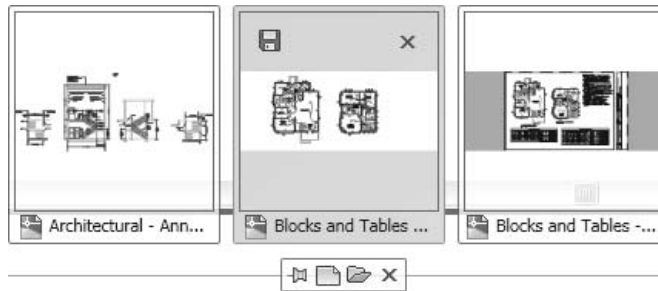 Architectural - Ann...
Blocks and Tables ...
Blocks and Tables -...